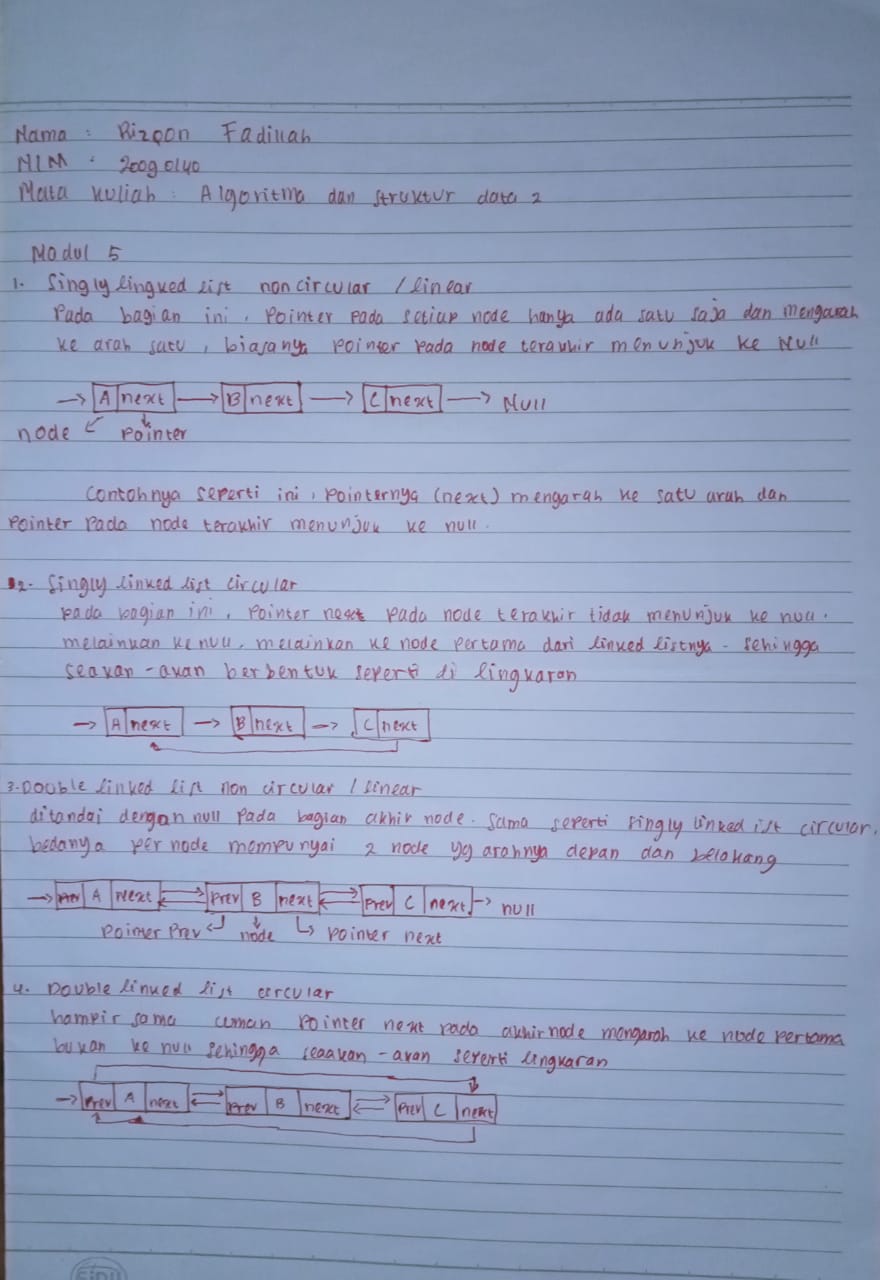 Nama : Rizqon Fadillah
NIM : 20090140
Mata kuliah : Algoritma dan struktur data 2
Modul 5
1. Singly lingked list non circular / linear
Pada bagian ini, pointer pada setiap node hanya ada satu saja dan mengarah
ke arah satu, biasanya pointer pada node terakhir menunjuk ke Null
→ A next → B next → C next → Null
node pointer
Contohnya seperti ini, pointernya (next) mengarah ke satu arah dan
pointer pada node terakhir menunjuk ke null.
2. Singly linked list circular
pada bagian ini, pointer next pada node terakhir tidak menunjuk ke null.
melainkan ke null, melainkan ke node pertama dari linked listnya - sehingga
seakan-akan berbentuk seperti di lingkaran
→ A next → B next → C next
3. Double linked list non circular / linear
ditandai dengan null pada bagian akhir node. sama seperti singly linked ist circular,
bedanya per node mempunyai 2 node yg arahnya depan dan belakang
→ Prev A next Prev B next Prev C next → null
pointer Prev node pointer next
4. Double linked list circular
hampir sama cuman pointer next pada akhir node mengarah ke node pertama
bukan ke null sehingga seaakan-akan seperti lingkaran
→ Prev A next Prev B next Prev C next